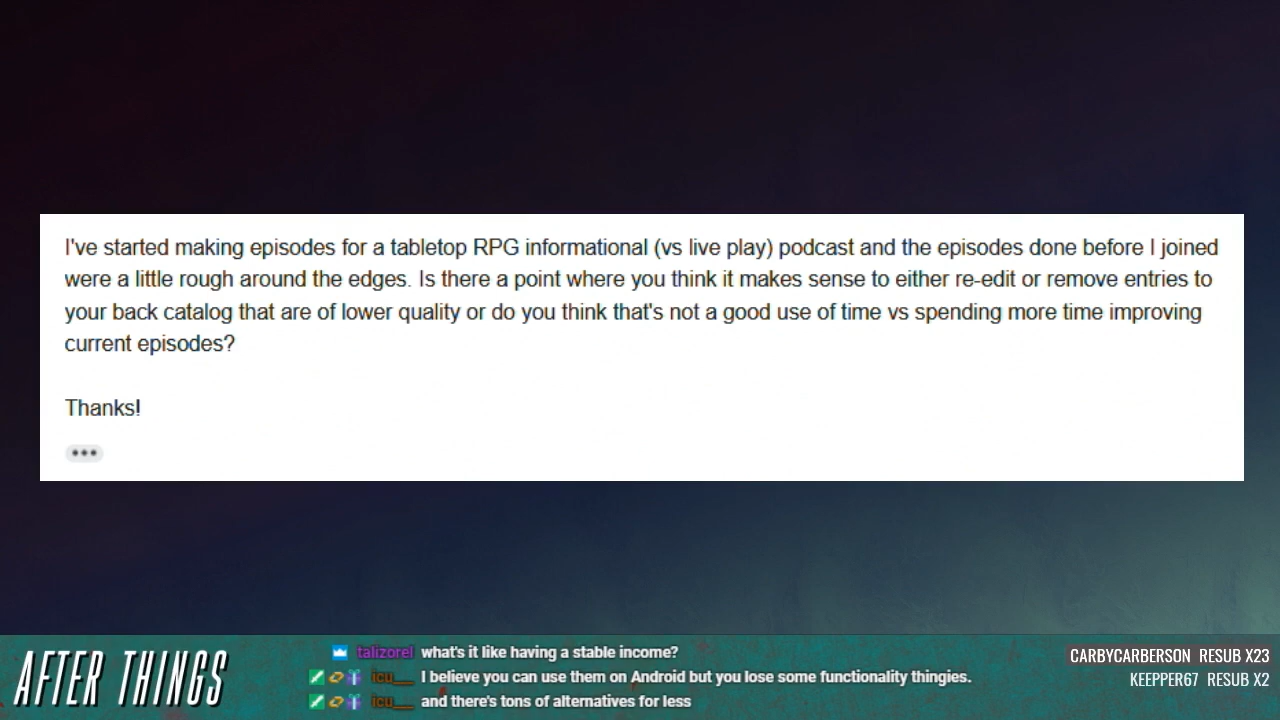 I've started making episodes for a tabletop RPG informational (vs live play) podcast and the episodes done before I joined
were a little rough around the edges. Is there a point where you think it makes sense to either re-edit or remove entries to
your back catalog that are of lower quality or do you think that's not a good use of time vs spending more time improving
current episodes?
Thanks!
AFTER THINGS
talizorel what's it like having a stable income?
icu__ I believe you can use them on Android but you lose some functionality thingies.
icu__ and there's tons of alternatives for less
CARBYCARBERSON RESUB X23
KEEPPER67 RESUB X2